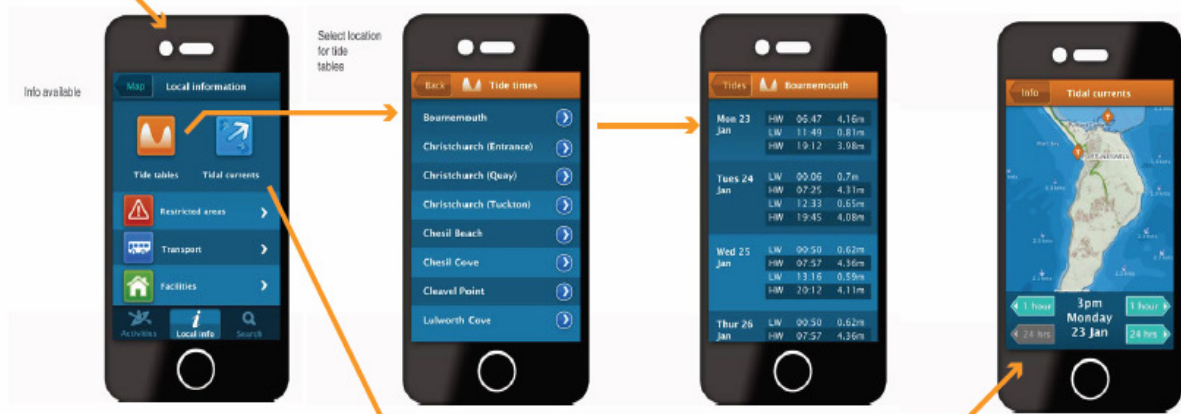 Info available
Map Local information
Tide tables Tidal currents
Restricted areas
Transport
Facilities
Activities Local info Search
Select location
for tide
tables
Back Tide times
Bournemouth
Christchurch (Entrance)
Christchurch (Quay)
Christchurch (Tuckton)
Chesil Beach
Chesil Cove
Cleavel Point
Lulworth Cove
Tides Bournemouth
Mon 23 HW 06:47 4.16m
Jan LW 11:49 0.81m
HW 19:12 3.98m
Tues 24 LW 00:06 0.7m
Jan HW 07:25 4.31m
LW 12:33 0.65m
HW 19:45 4.08m
Wed 25 LW 00:50 0.62m
Jan HW 07:57 4.36m
LW 13:16 0.59m
HW 20:12 4.11m
Thur 26 LW 00:50 0.62m
Jan HW 07:57 4.36m
Info Tidal currents
1 hour 3pm 1 hour
Monday
24 hrs 23 Jan 24 hrs